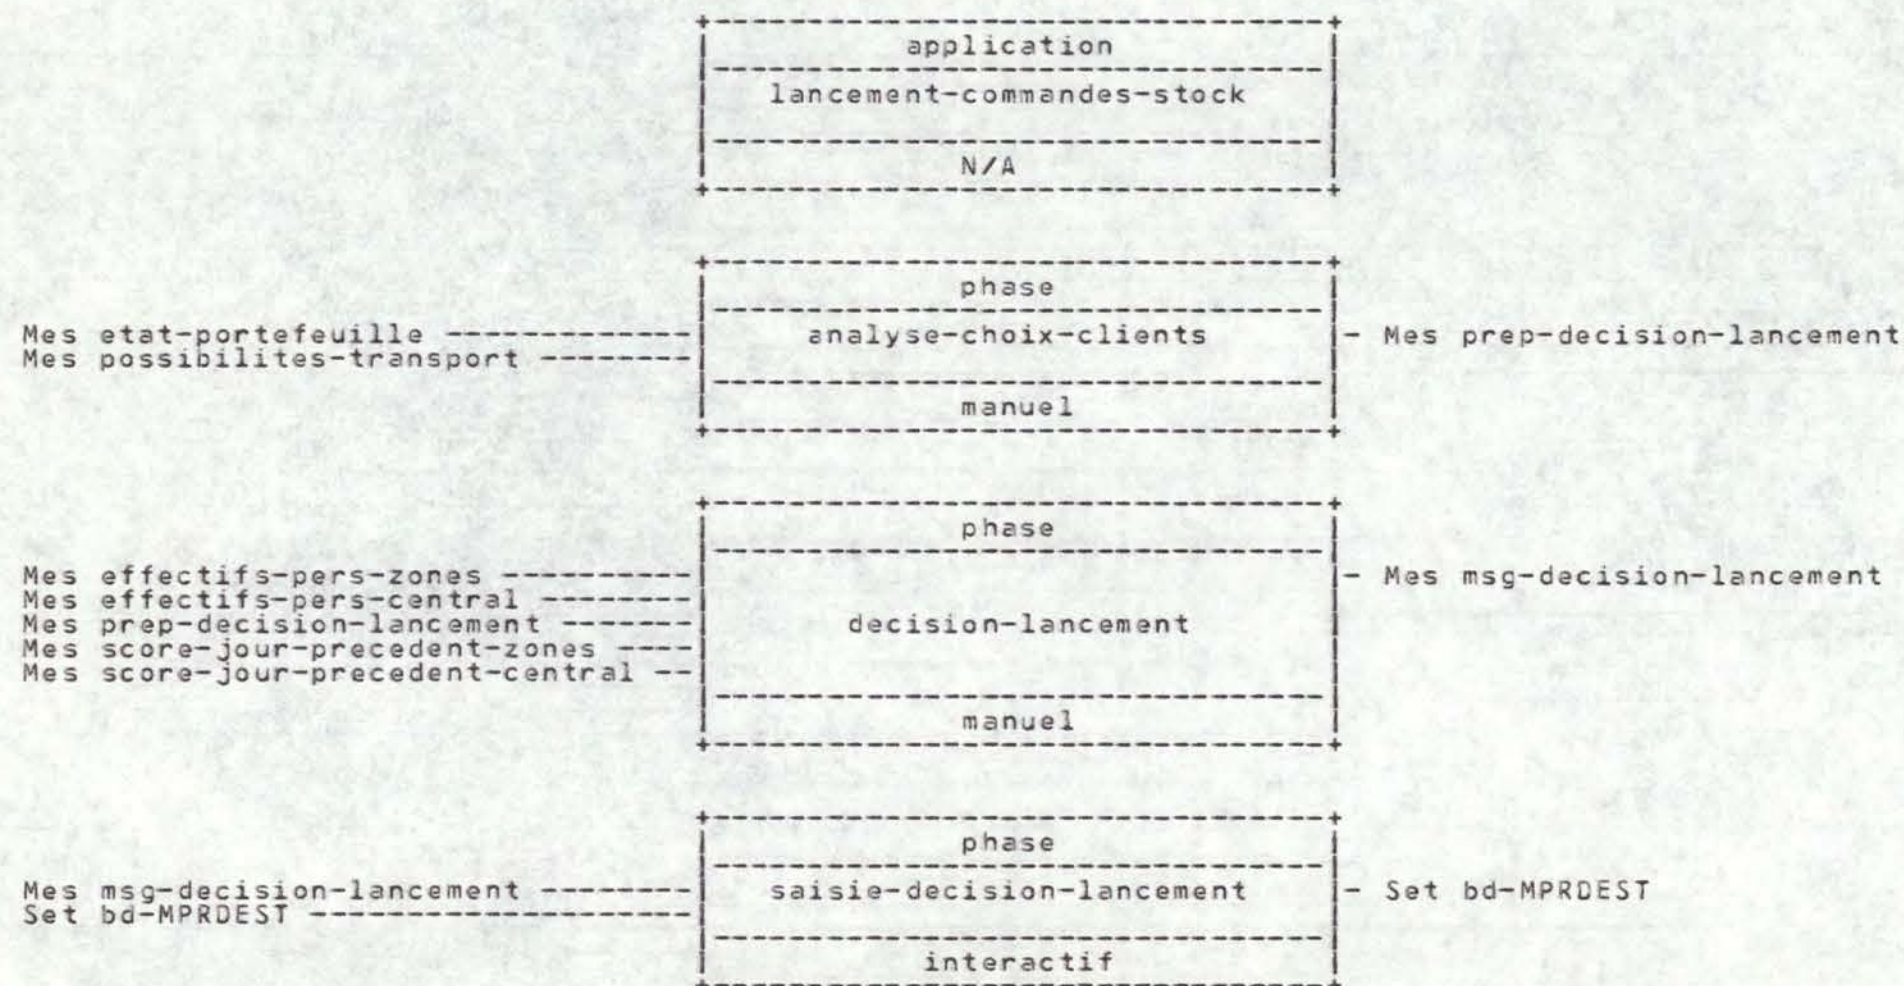 application
lancement-commandes-stock
N/A
phase
Mes etat-portefeuille ------------- analyse-choix-clients - Mes prep-decision-lancement
Mes possibilites-transport --------
manuel
phase
Mes effectifs-pers-zones ---------- - Mes msg-decision-lancement
Mes effectifs-pers-central --------
Mes prep-decision-lancement ------- decision-lancement
Mes score-jour-precedent-zones ----
Mes score-jour-precedent-central --
manuel
phase
Mes msg-decision-lancement -------- saisie-decision-lancement - Set bd-MPRDEST
Set bd-MPRDEST --------------------
interactif